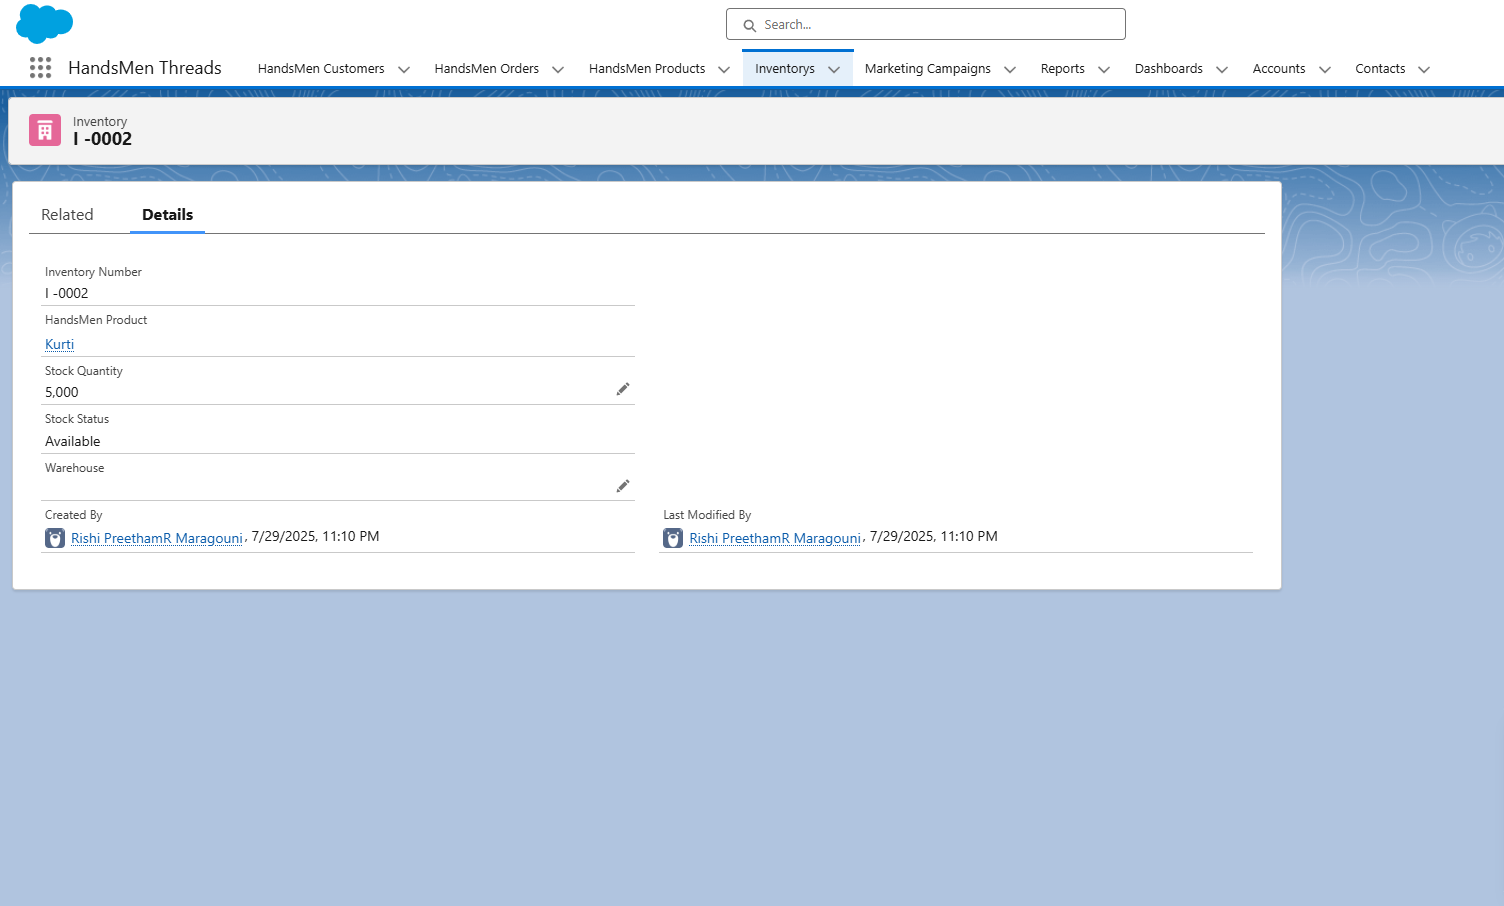 Search...
HandsMen Threads
HandsMen Customers
HandsMen Orders
HandsMen Products
Inventorys
Marketing Campaigns
Reports
Dashboards
Accounts
Contacts
Inventory
I -0002
Related
Details
Inventory Number
I -0002
HandsMen Product
Kurti
Stock Quantity
5,000
Stock Status
Available
Warehouse
Created By
Rishi PreethamR Maragouni, 7/29/2025, 11:10 PM
Last Modified By
Rishi PreethamR Maragouni, 7/29/2025, 11:10 PM